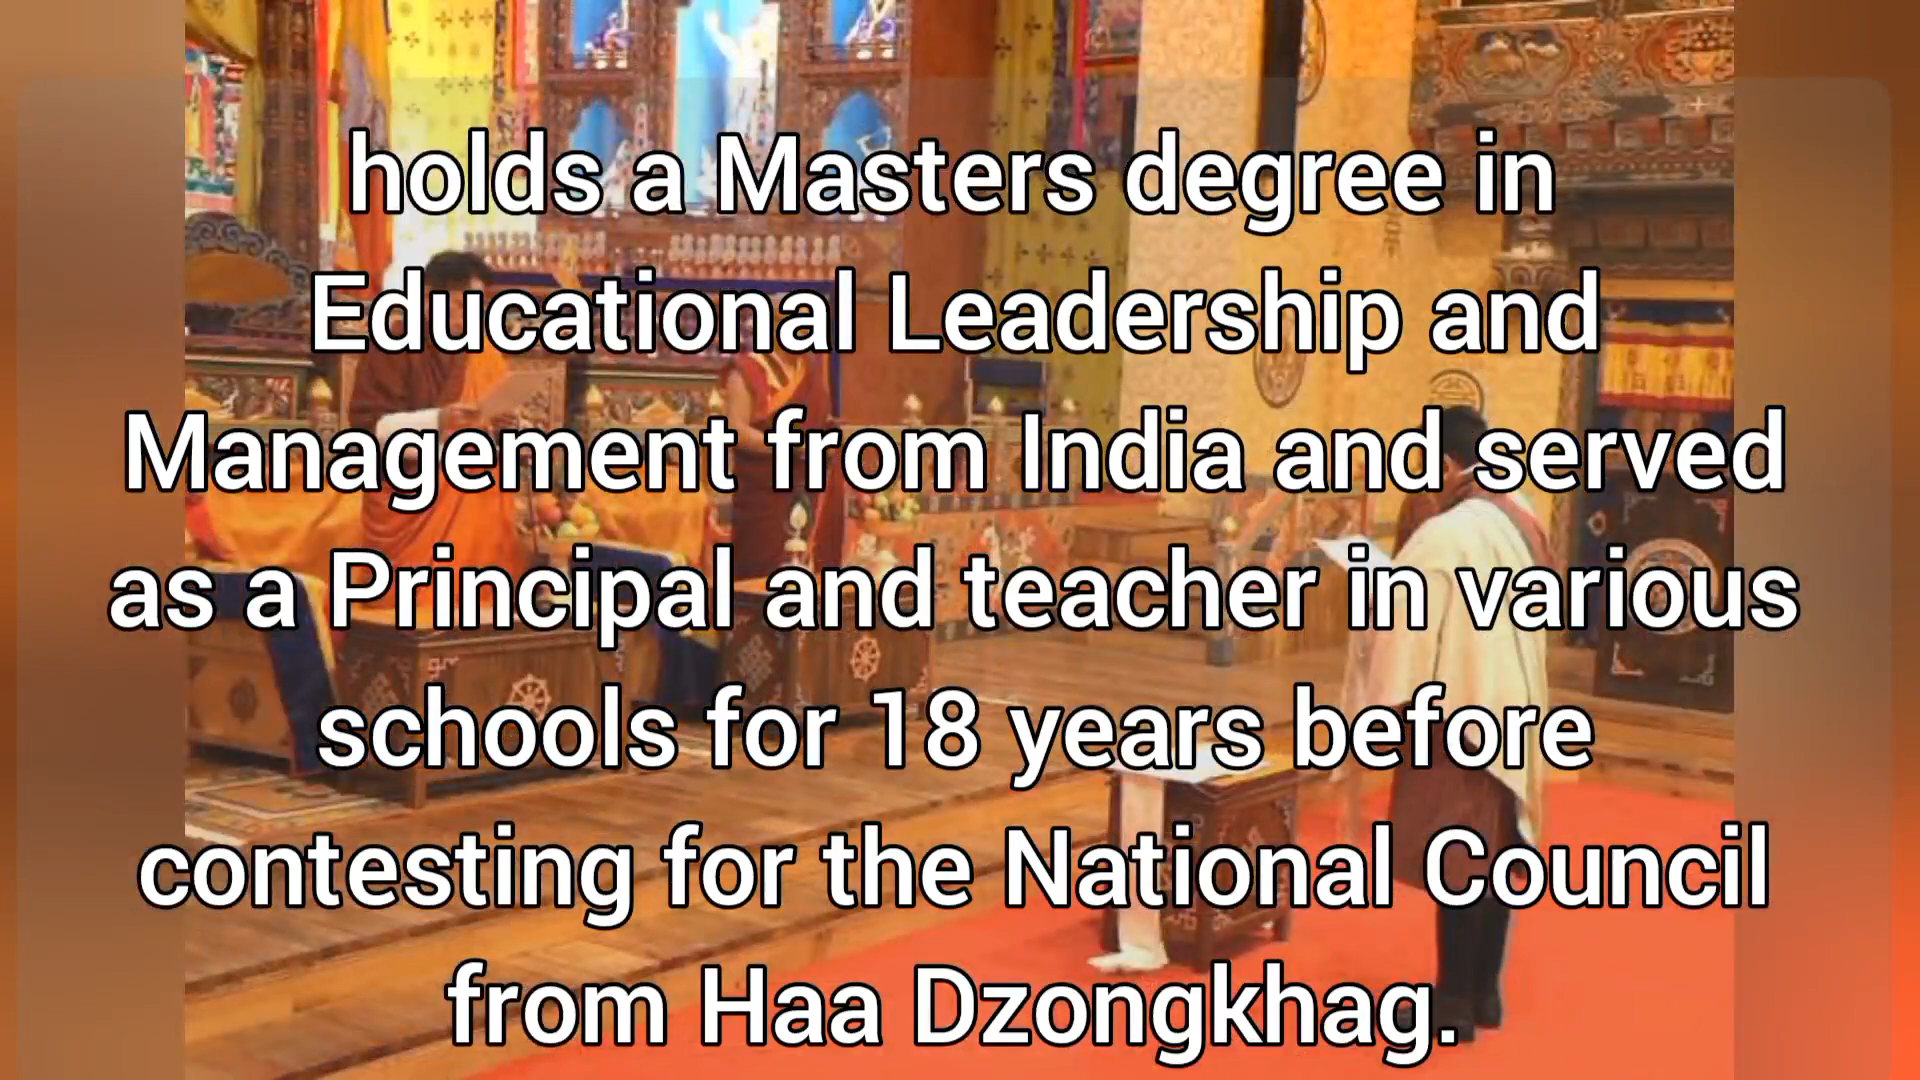 holds a Masters degree in
Educational Leadership and
Management from India and served
as a Principal and teacher in various
schools for 18 years before
contesting for the National Council
from Haa Dzongkhag.